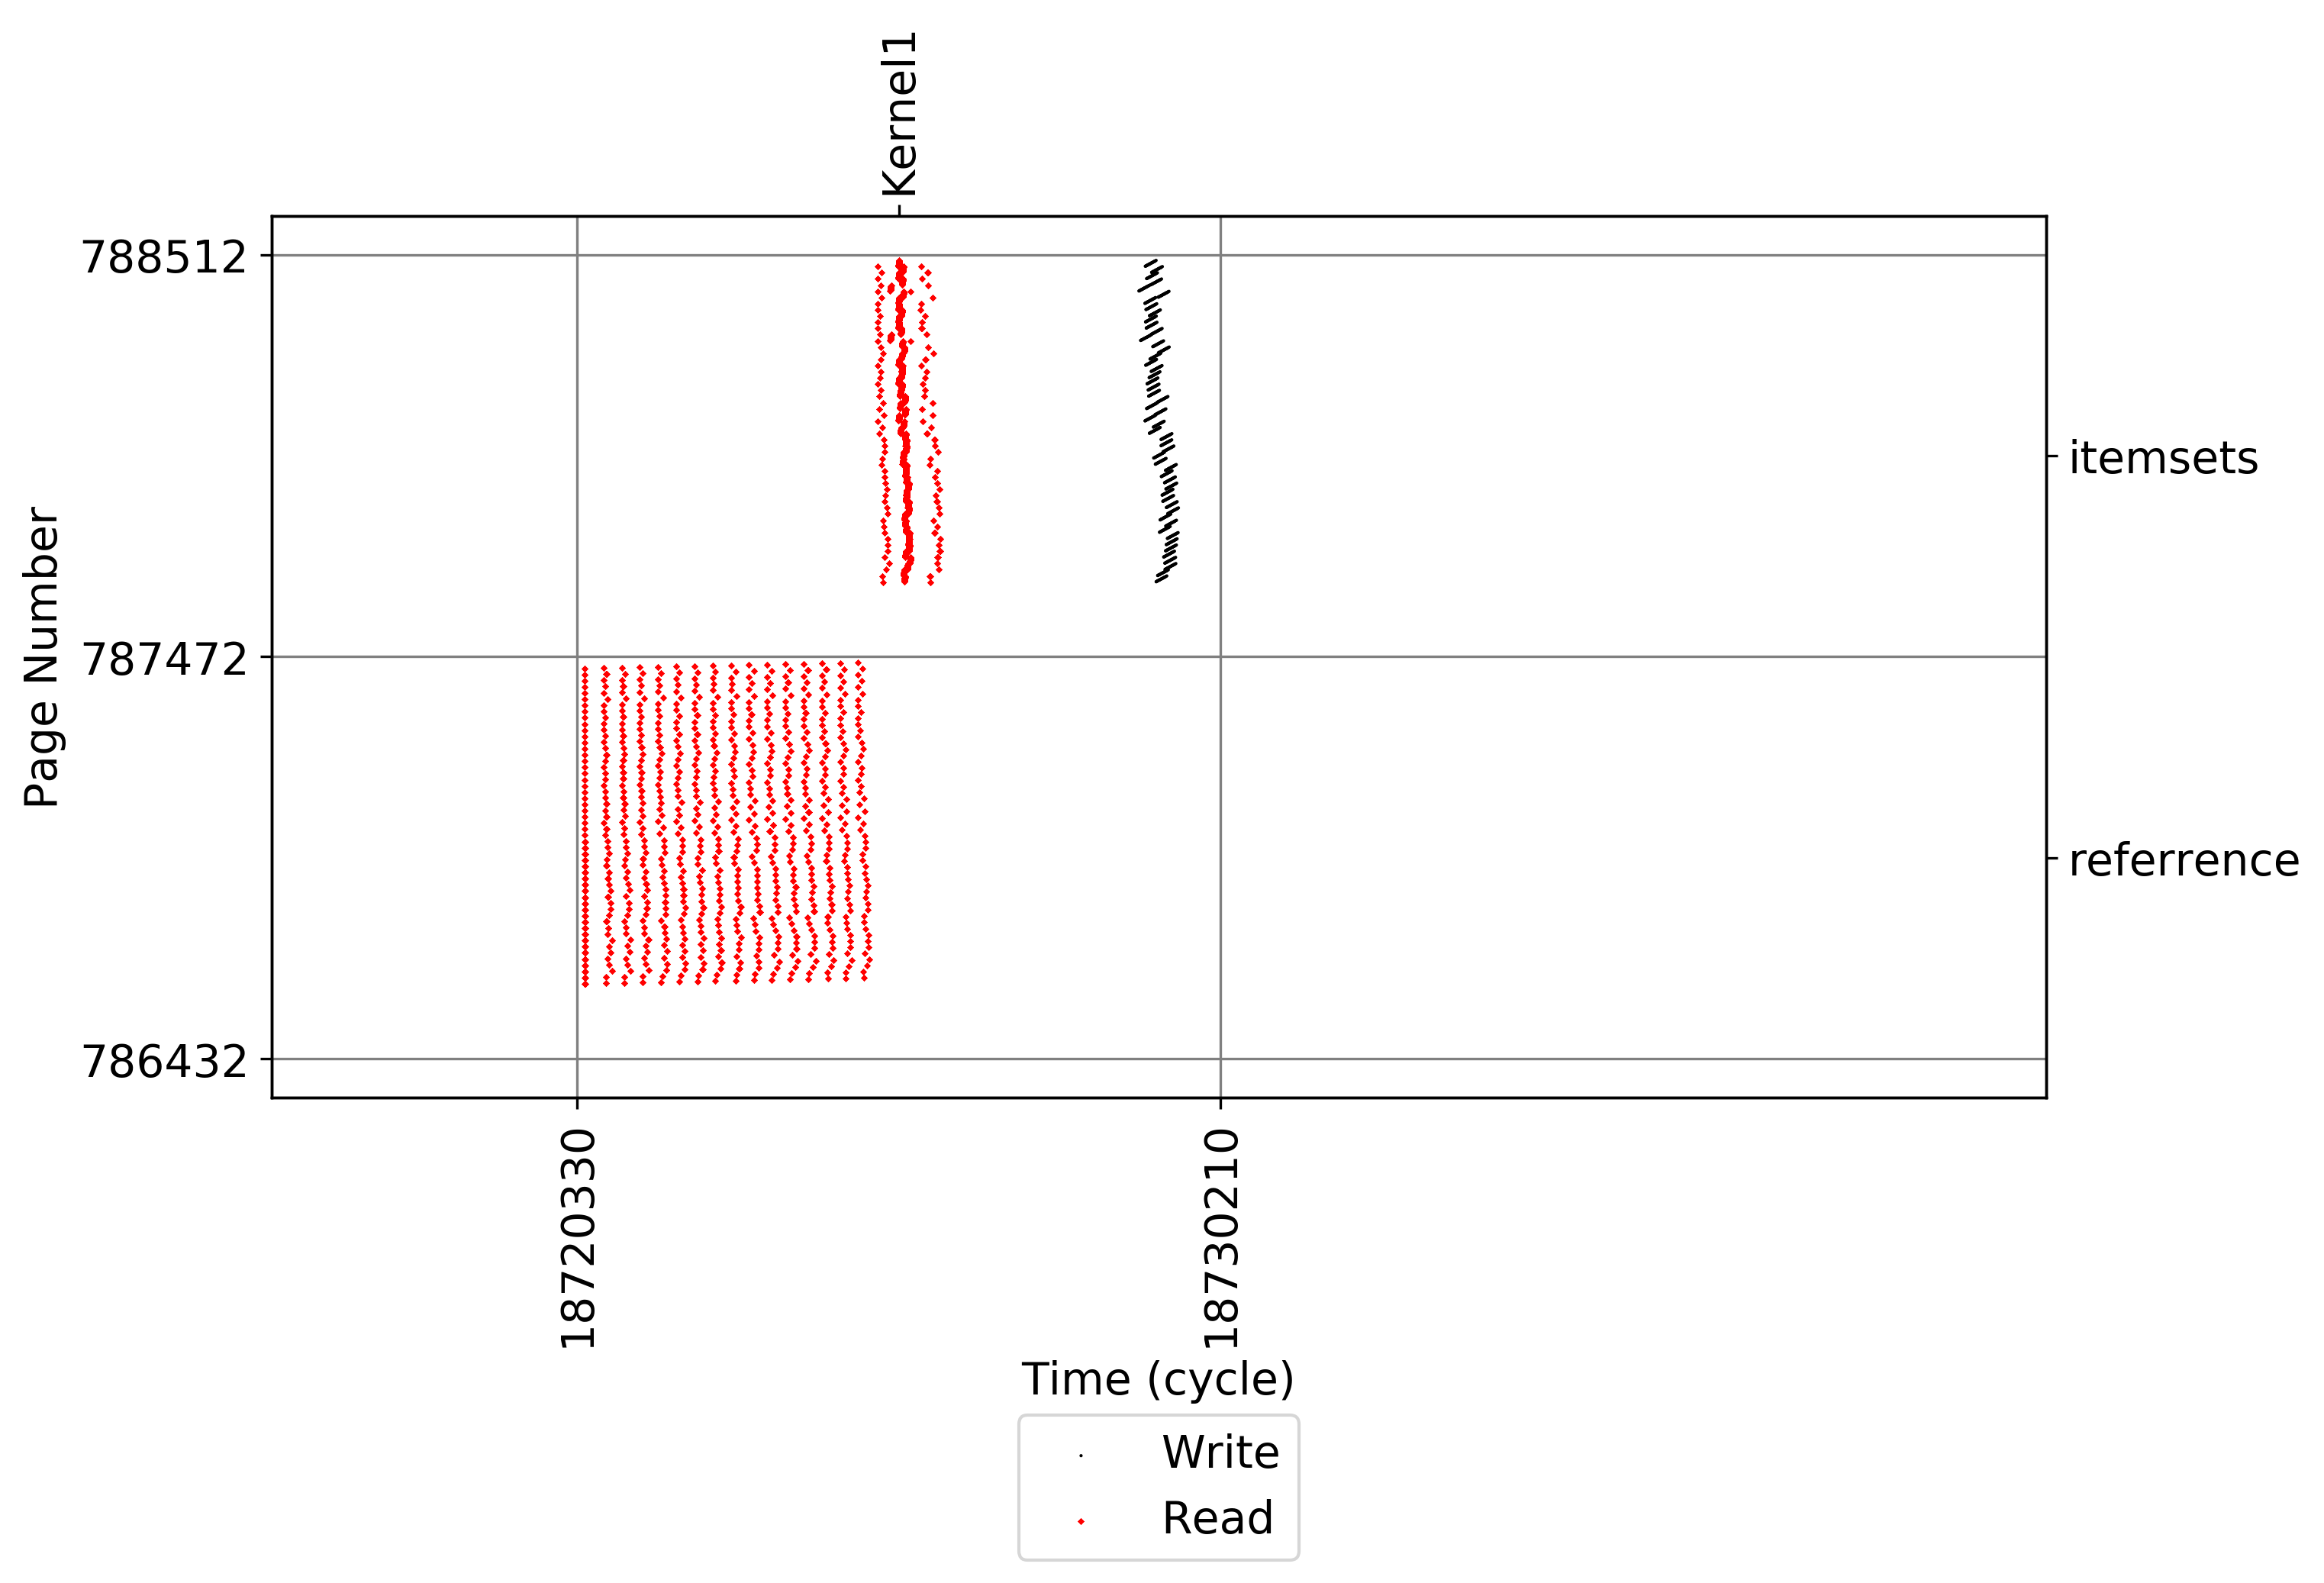 Kernel1
788512
787472
786432
Page Number
itemsets
referrence
18720330
18730210
Time (cycle)
Write
Read